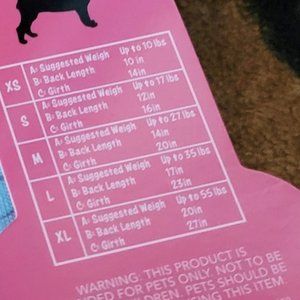 XS A: Suggested Weigh Up to 10 lbs
B: Back Length 10 in
C: Girth 14in
S A: Suggested Weigh Up to 17 lbs
B: Back Length 12in
C: Girth 16in
M A: Suggested Weigh Up to 27 lbs
B: Back Length 14in
C: Girth 20in
L A: Suggested Weigh Up to 35 lbs
B: Back Length 17in
C: Girth 23in
XL A: Suggested Weigh Up to 55 lbs
B: Back Length 20in
C: Girth 27in
WARNING: THIS PRODUCT IS
FOR PETS ONLY. NOT TO BE
PETS SHOULD BE
THIS ITEM.